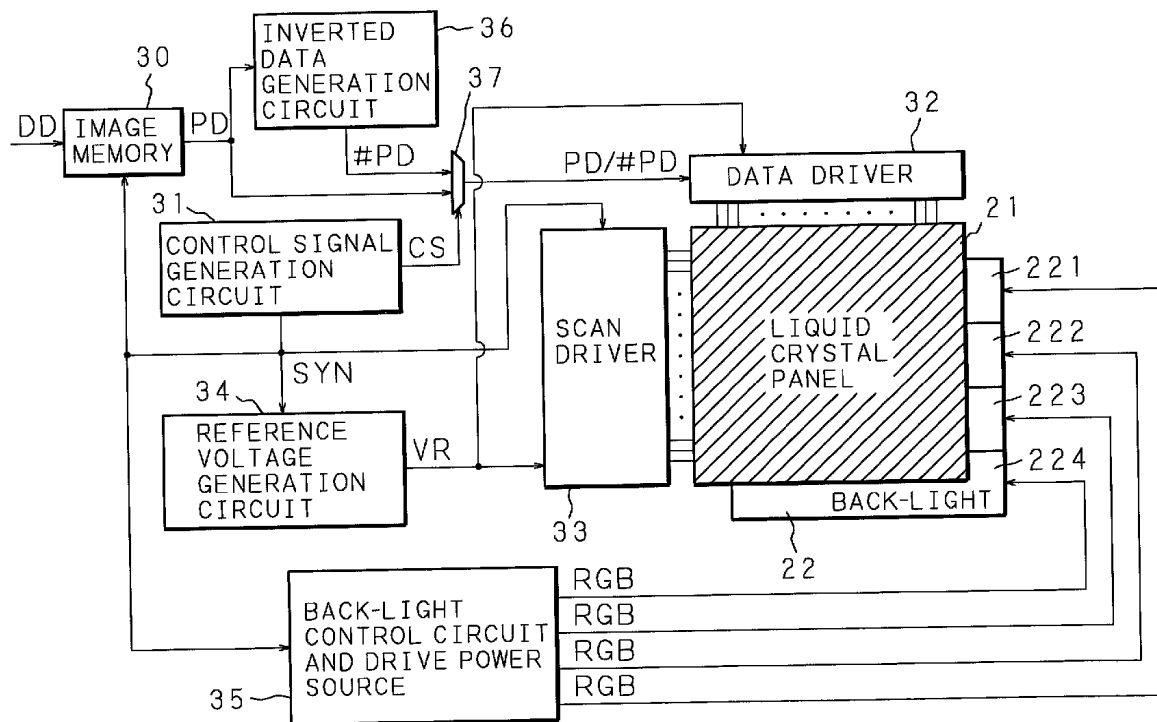 36
INVERTED
DATA
GENERATION
CIRCUIT
30
37
DD
IMAGE
MEMORY
PD
#PD
PD/#PD
32
DATA DRIVER
31
CONTROL SIGNAL
GENERATION
CIRCUIT
CS
21
221
222
223
224
SCAN
DRIVER
LIQUID
CRYSTAL
PANEL
SYN
34
REFERENCE
VOLTAGE
GENERATION
CIRCUIT
VR
33
BACK-LIGHT
22
BACK-LIGHT
CONTROL CIRCUIT
AND DRIVE POWER
SOURCE
35
RGB
RGB
RGB
RGB